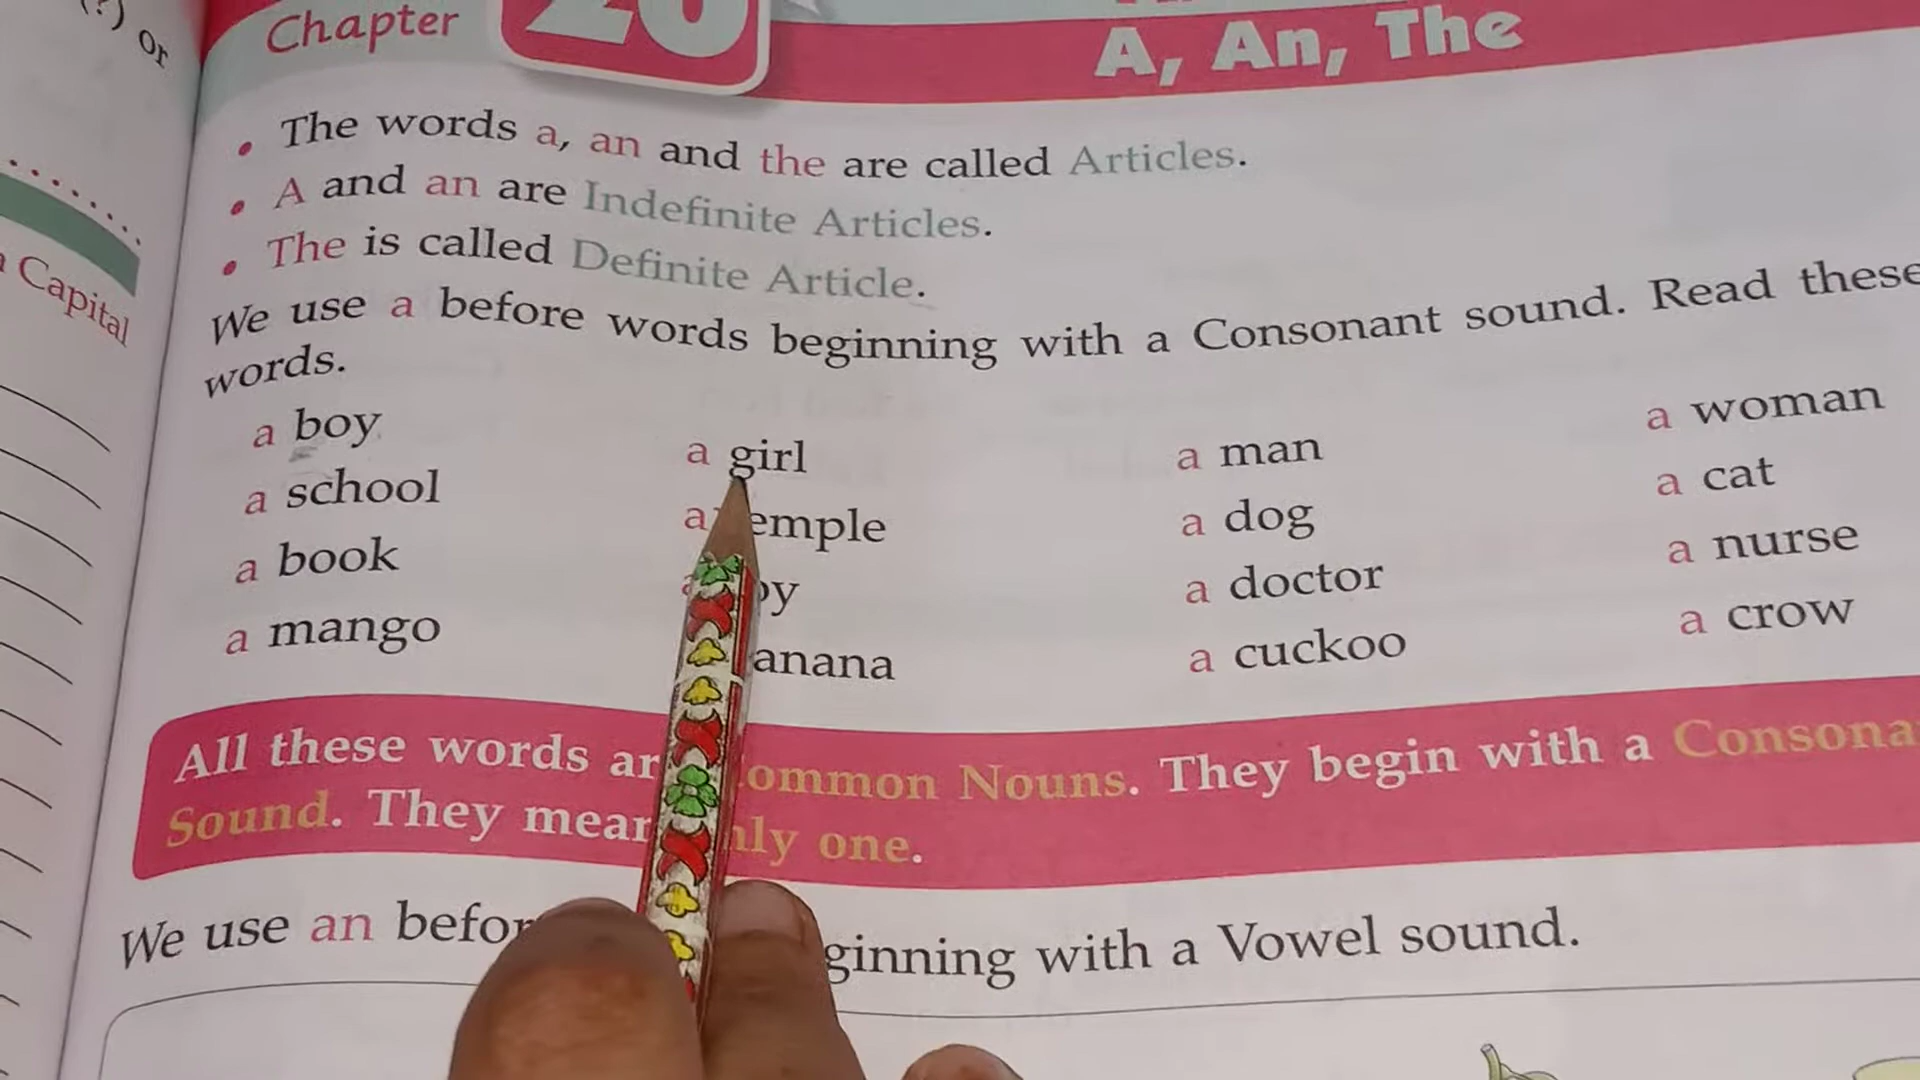 or
Capital
Chapter
A, An, The
The words a, an and the are called Articles.
A and an are Indefinite Articles.
The is called Definite Article.
We use a before words beginning with a Consonant sound. Read these
words.
a boy a girl a man a woman
a school a emple a dog a cat
a book a doctor a nurse
a mango anana a cuckoo a crow
All these words ar ommon Nouns. They begin with a Consona
Sound. They mean nly one.
We use an befor ginning with a Vowel sound.